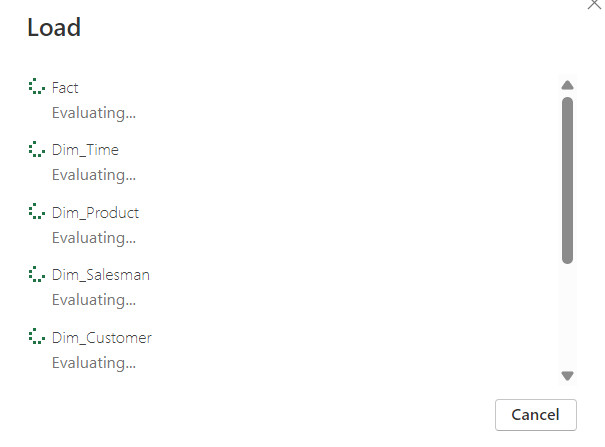 Load
Fact
Evaluating...
Dim_Time
Evaluating...
Dim_Product
Evaluating...
Dim_Salesman
Evaluating...
Dim_Customer
Evaluating...
Cancel